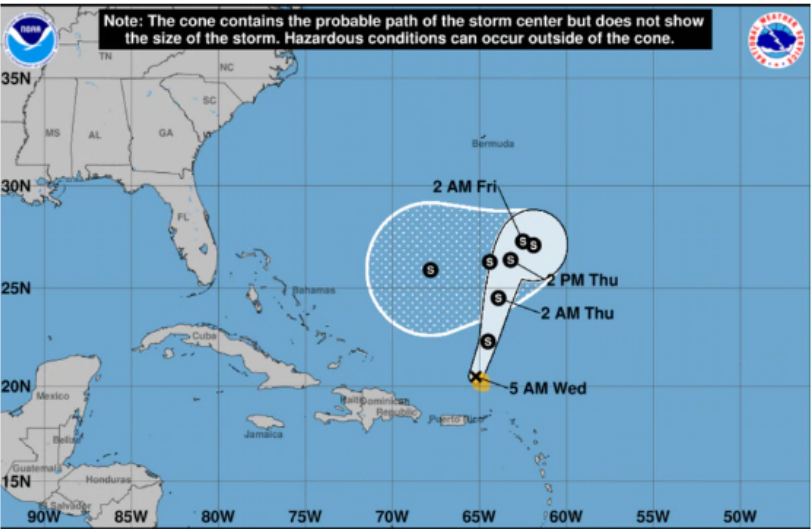 Note: The cone contains the probable path of the storm center but does not show
the size of the storm. Hazardous conditions can occur outside of the cone.
NOAA
NATIONAL WEATHER SERVICE
TN
NC
35N
SC
MS
AL
GA
Bermuda
30N
2 AM Fri
FL
S
S
S
S
S
2 PM Thu
25N
Bahamas
S
2 AM Thu
Cuba
S
20N
5 AM Wed
Mexico
Haiti
Dominican
Republic
Puerto Rico
Jamaica
Belize
Guatemala
Honduras
15N
El Salvador
90W
85W
80W
75W
70W
65W
60W
55W
50W